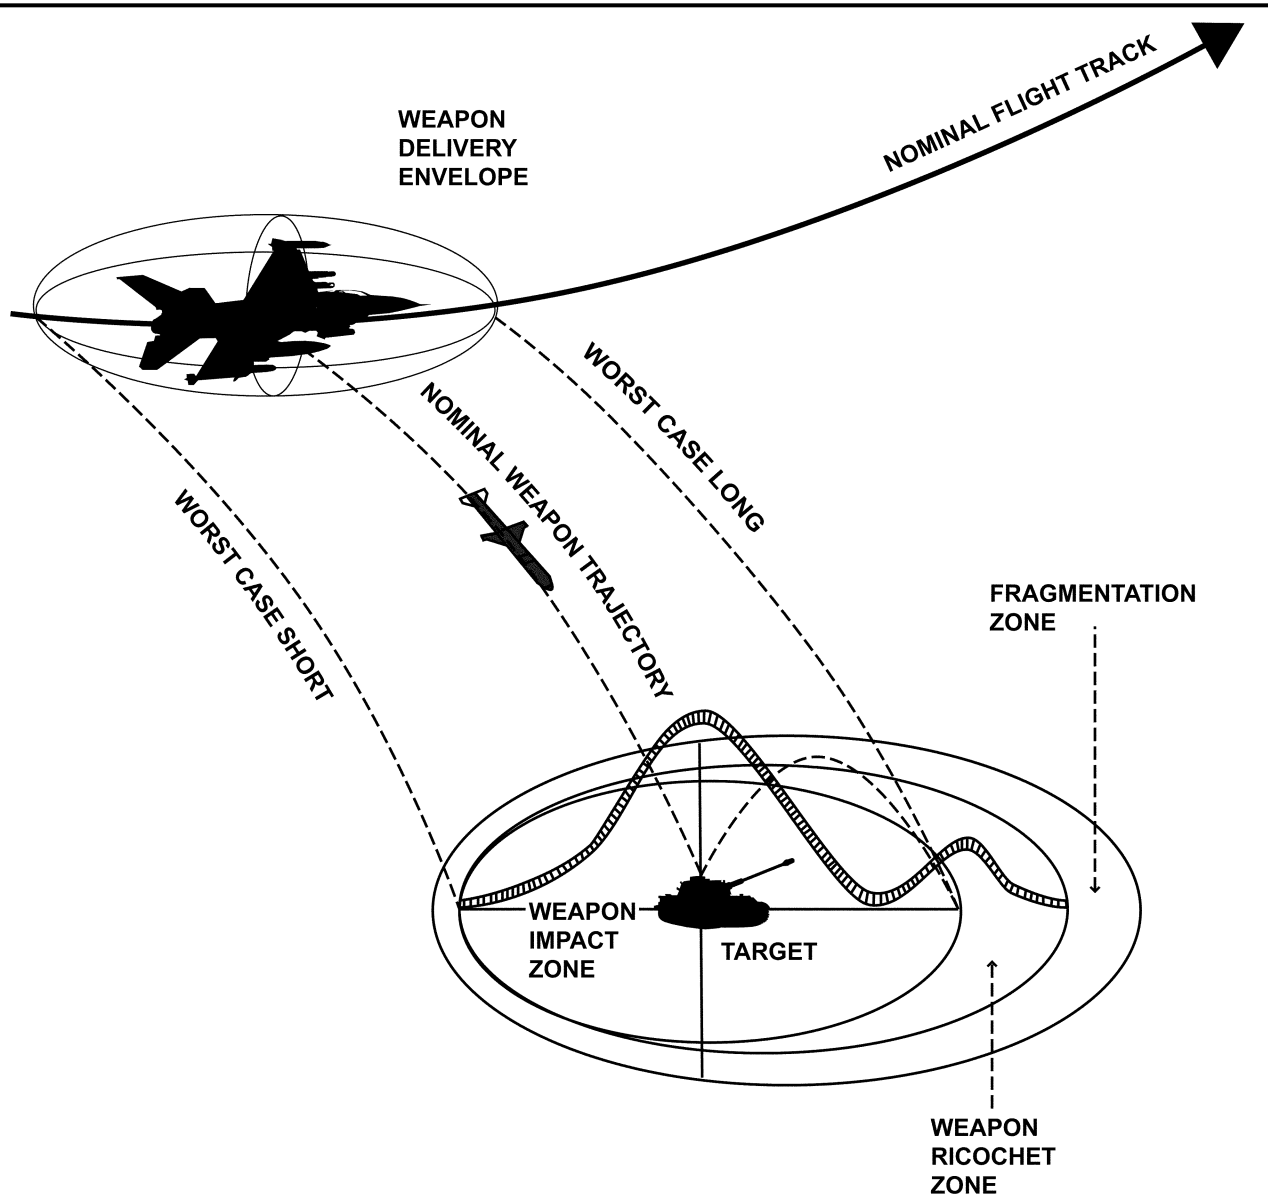 NOMINAL FLIGHT TRACK
WEAPON
DELIVERY
ENVELOPE
WORST CASE LONG
NOMINAL WEAPON TRAJECTORY
WORST CASE SHORT
FRAGMENTATION
ZONE
WEAPON
IMPACT
ZONE
TARGET
WEAPON
RICOCHET
ZONE